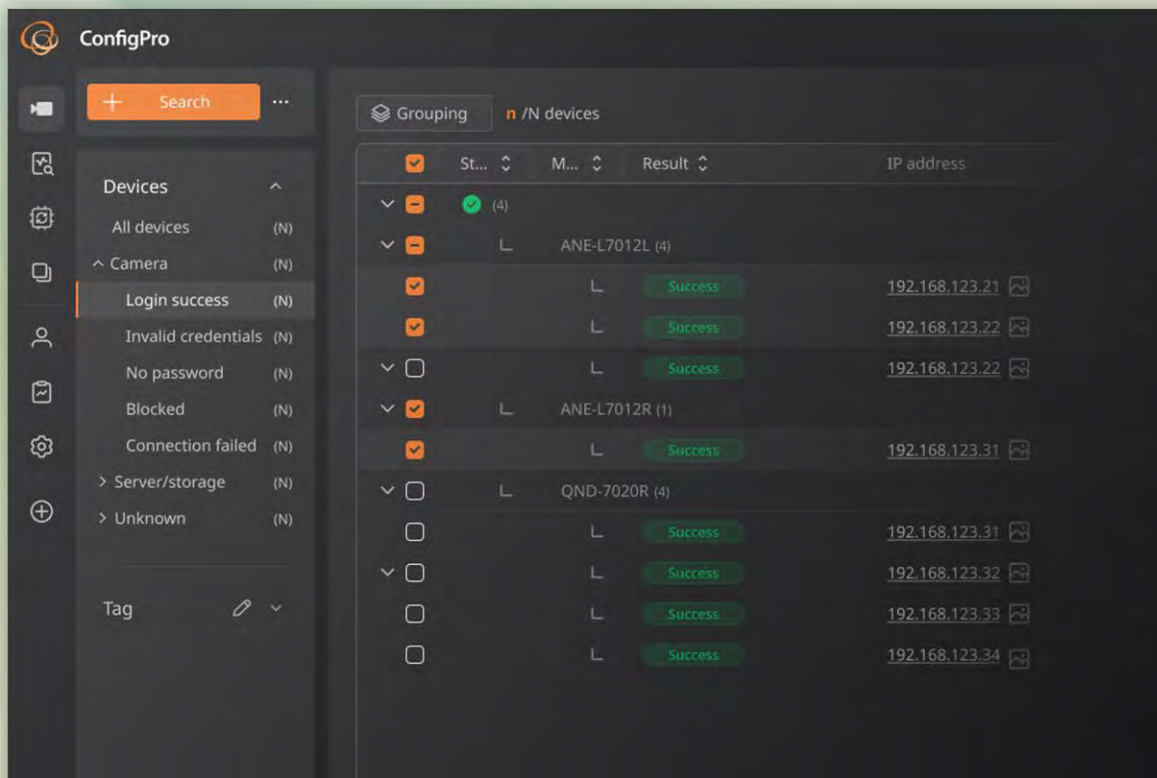 ConfigPro
Search
Grouping n /N devices
St... M... Result IP address
Devices
(4)
All devices (N)
Camera (N)
ANE-L7012L (4)
Login success (N)
Success 192.168.123.21
Invalid credentials (N)
Success 192.168.123.22
No password (N)
Success 192.168.123.22
Blocked (N)
ANE-L7012R (1)
Connection failed (N)
Success 192.168.123.31
Server/storage (N)
QND-7020R (4)
Unknown (N)
Success 192.168.123.31
Success 192.168.123.32
Tag
Success 192.168.123.33
Success 192.168.123.34